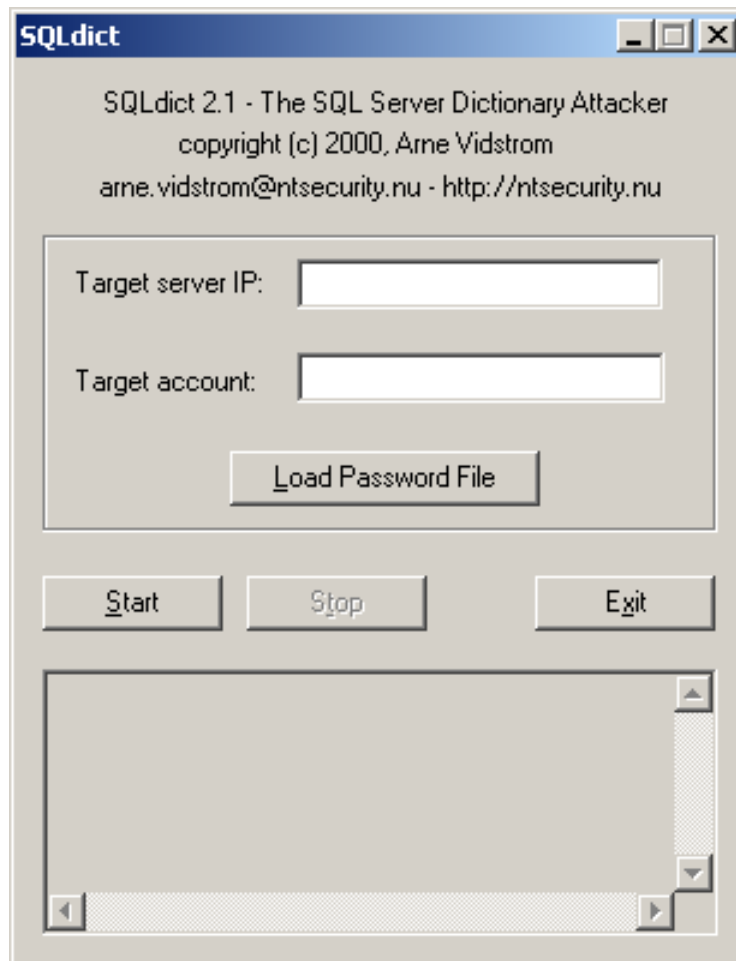 SQLdict
SQLdict 2.1 - The SQL Server Dictionary Attacker
copyright (c) 2000, Arne Vidstrom
arne.vidstrom@ntsecurity.nu - http://ntsecurity.nu
Target server IP:
Target account:
Load Password File
Start Stop Exit